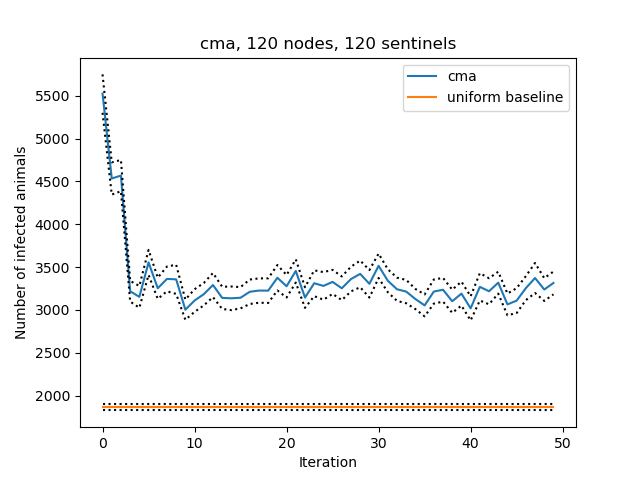 cma, 120 nodes, 120 sentinels
cma
uniform baseline
Number of infected animals
5500
5000
4500
4000
3500
3000
2500
2000
0 10 20 30 40 50
Iteration